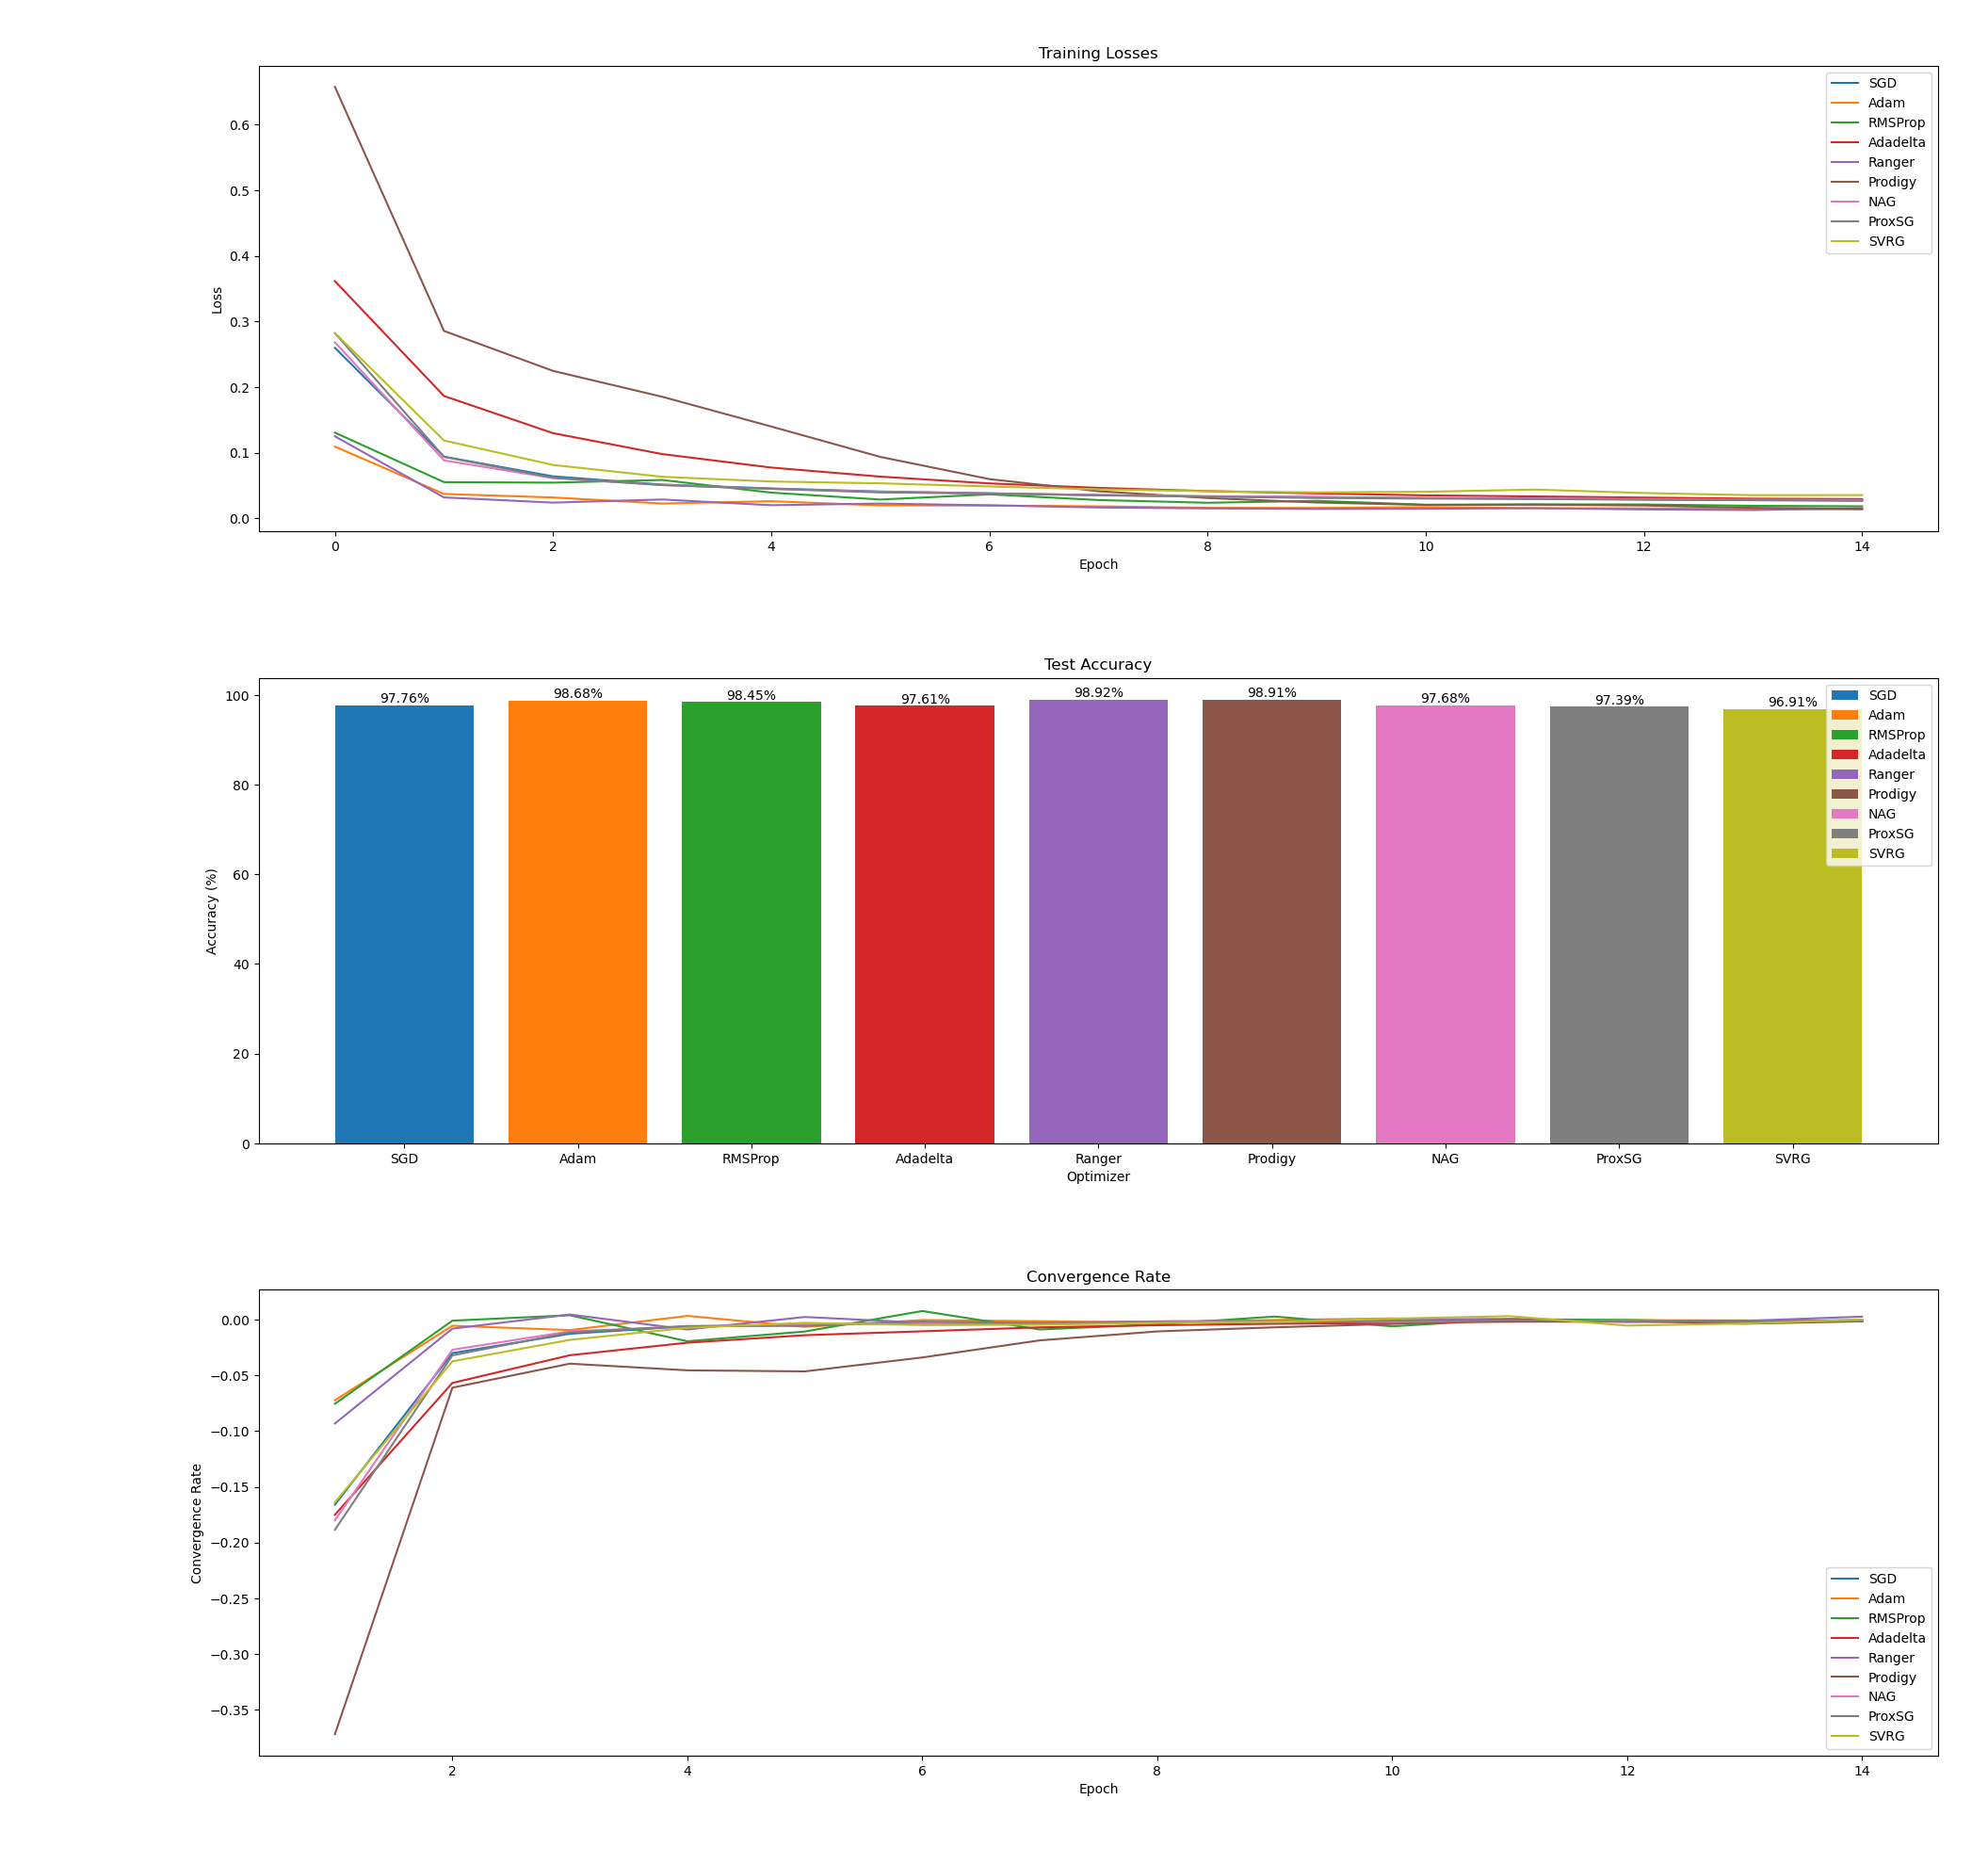 Training Losses
0.6
0.5
0.4
0.3
0.2
0.1
0.0
Loss
SGD
Adam
RMSProp
Adadelta
Ranger
Prodigy
NAG
ProxSG
SVRG
0 2 4 6 8 10 12 14
Epoch
Test Accuracy
100
80
60
40
20
0
Accuracy (%)
97.76% 98.68% 98.45% 97.61% 98.92% 98.91% 97.68% 97.39% 96.91%
SGD
Adam
RMSProp
Adadelta
Ranger
Prodigy
NAG
ProxSG
SVRG
SGD Adam RMSProp Adadelta Ranger Prodigy NAG ProxSG SVRG
Optimizer
Convergence Rate
0.00
−0.05
−0.10
−0.15
−0.20
−0.25
−0.30
−0.35
Convergence Rate
SGD
Adam
RMSProp
Adadelta
Ranger
Prodigy
NAG
ProxSG
SVRG
2 4 6 8 10 12 14
Epoch